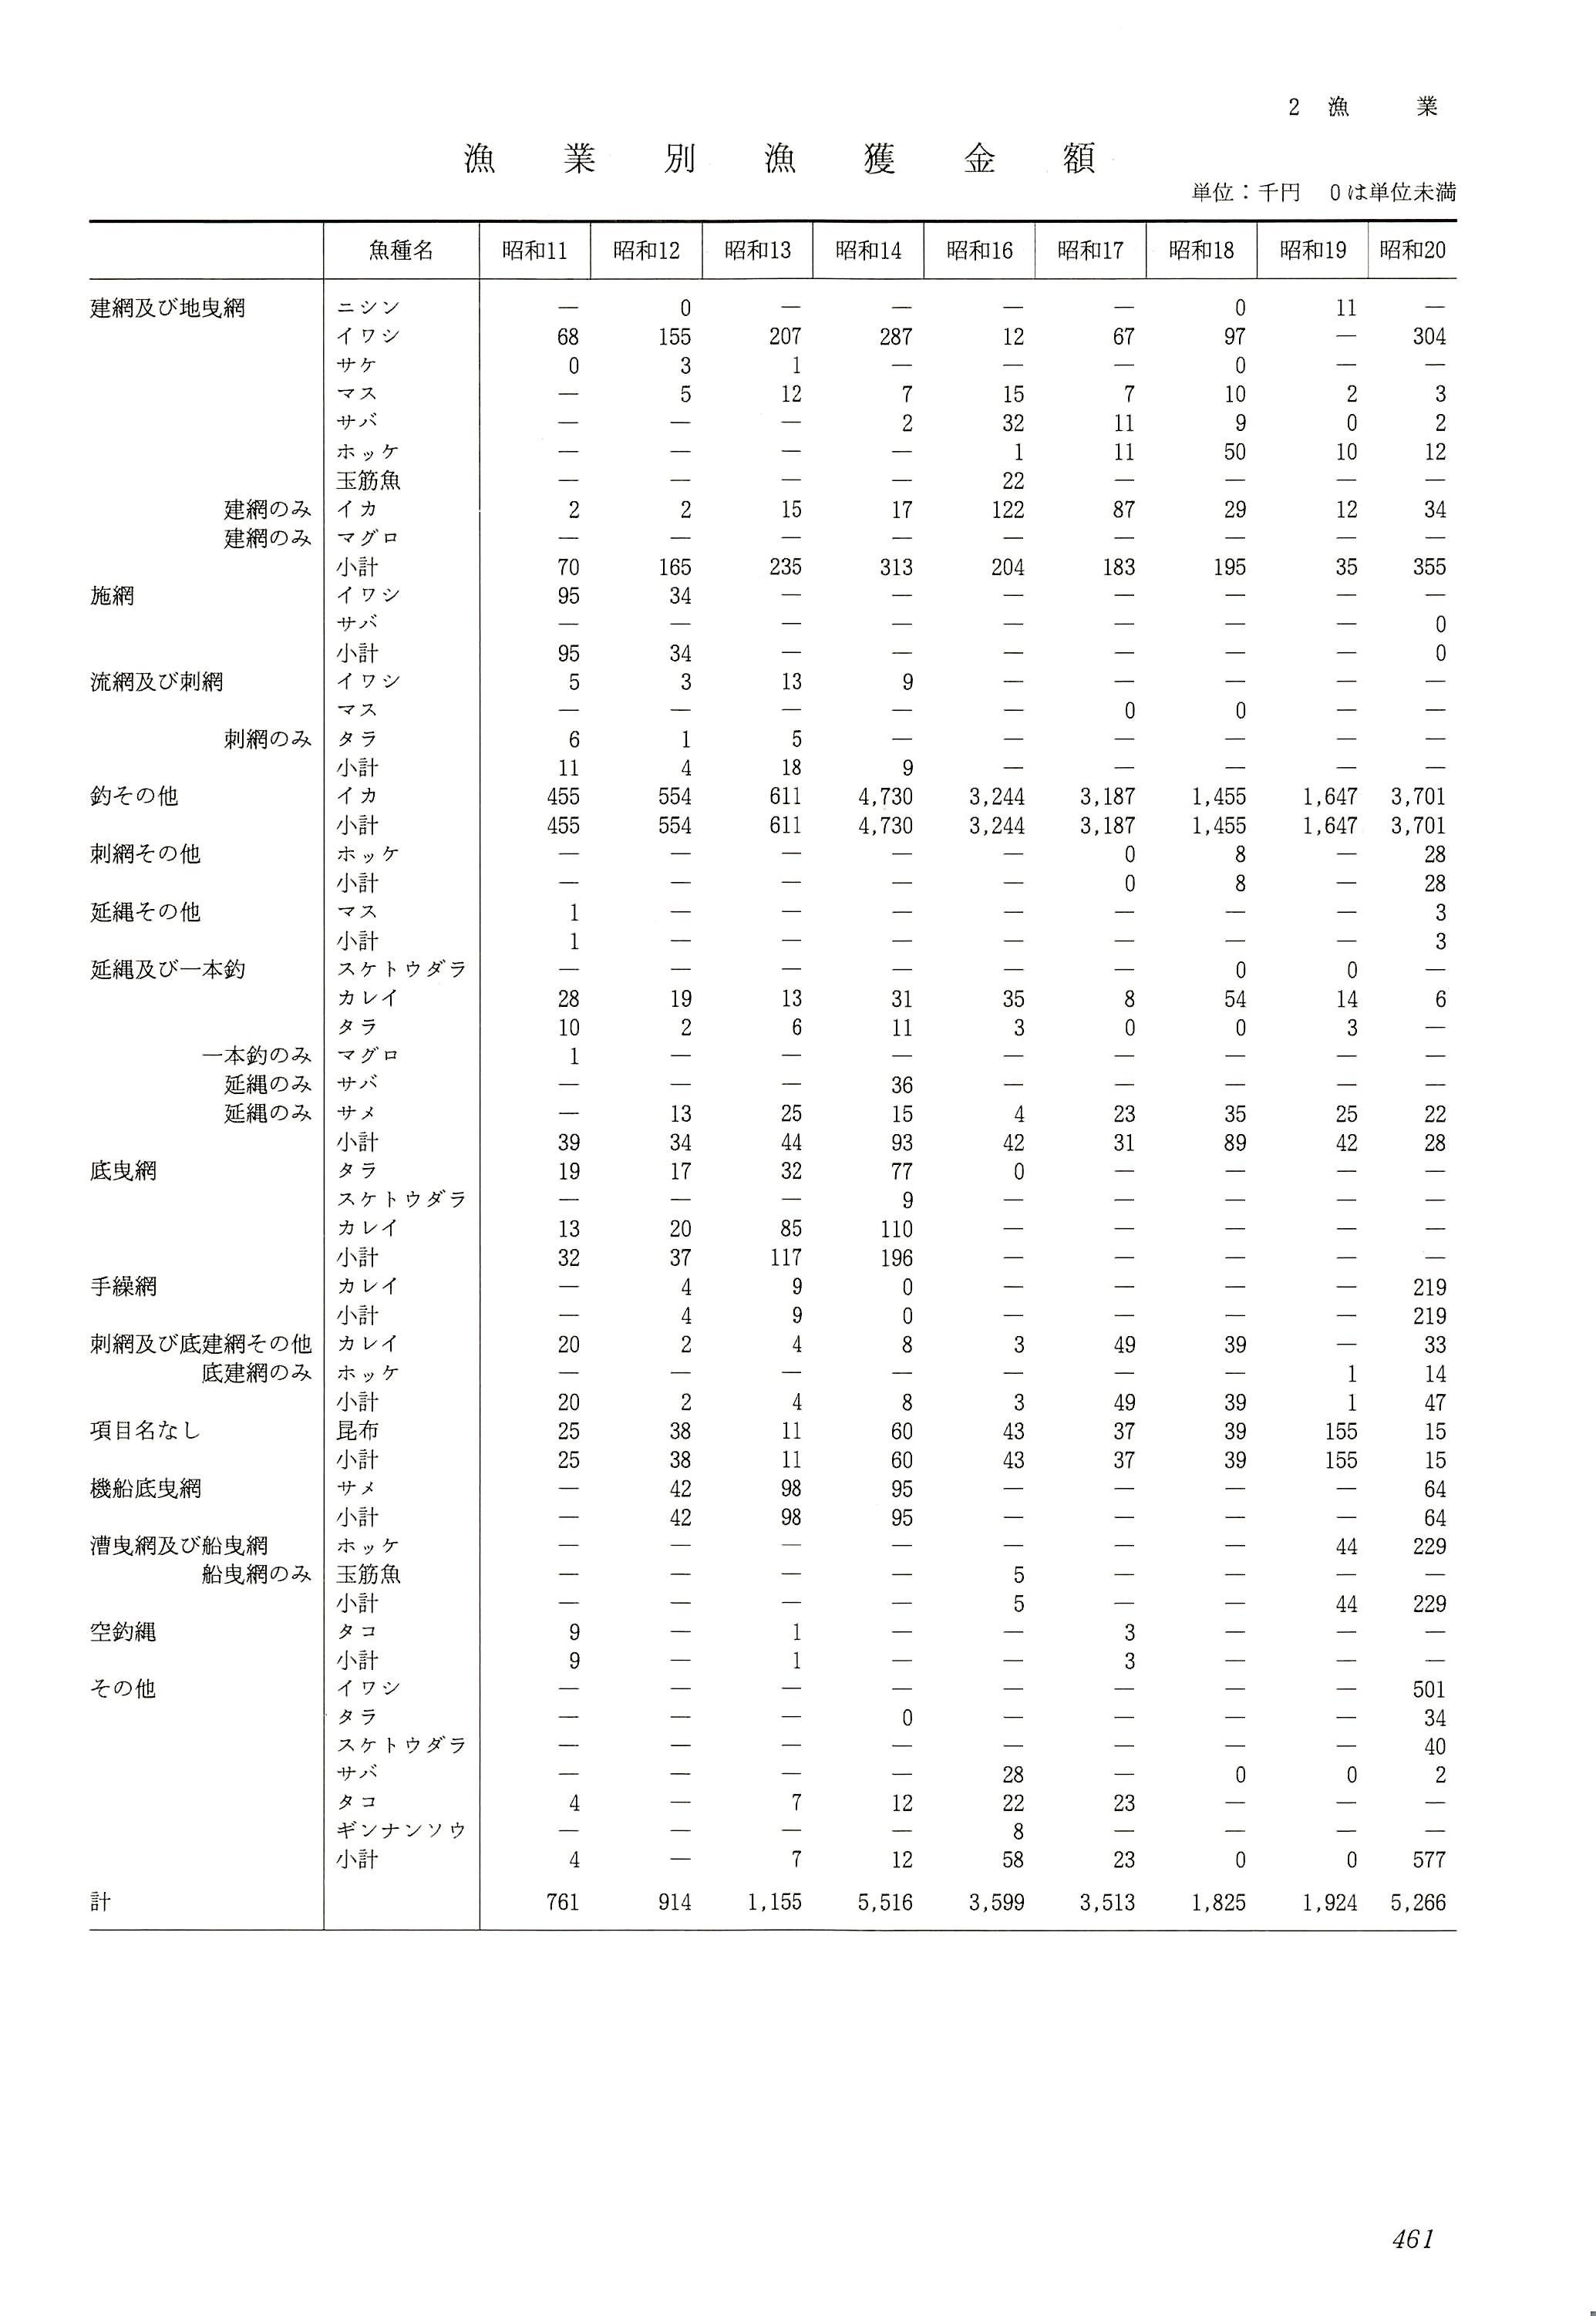 2 漁 業
漁業別漁獲金額
単位：千円 0は単位未満
魚種名 昭和11 昭和12 昭和13 昭和14 昭和16 昭和17 昭和18 昭和19 昭和20
建網及び地曳網 ニシン — 0 — — — — 0 11 —
イワシ 68 155 207 287 12 67 97 — 304
サケ 0 3 1 — — — 0 — —
マス — 5 12 7 15 7 10 2 3
サバ — — — 2 32 11 9 0 2
ホッケ — — — — 1 11 50 10 12
玉筋魚 — — — — 22 — — — —
建網のみ イカ 2 2 15 17 122 87 29 12 34
建網のみ マグロ — — — — — — — — —
小計 70 165 235 313 204 183 195 35 355
施網 イワシ 95 34 — — — — — — —
サバ — — — — — — — — 0
小計 95 34 — — — — — — 0
流網及び刺網 イワシ 5 3 13 9 — — — — —
マス — — — — — 0 0 — —
刺網のみ タラ 6 1 5 — — — — — —
小計 11 4 18 9 — — — — —
釣その他 イカ 455 554 611 4,730 3,244 3,187 1,455 1,647 3,701
小計 455 554 611 4,730 3,244 3,187 1,455 1,647 3,701
刺網その他 ホッケ — — — — — 0 8 — 28
小計 — — — — — 0 8 — 28
延縄その他 マス 1 — — — — — — — 3
小計 1 — — — — — — — 3
延縄及び一本釣 スケトウダラ — — — — — — 0 0 —
カレイ 28 19 13 31 35 8 54 14 6
タラ 10 2 6 11 3 0 0 3 —
一本釣のみ マグロ 1 — — — — — — — —
延縄のみ サバ — — — 36 — — — — —
延縄のみ サメ — 13 25 15 4 23 35 25 22
小計 39 34 44 93 42 31 89 42 28
底曳網 タラ 19 17 32 77 0 — — — —
スケトウダラ — — — 9 — — — — —
カレイ 13 20 85 110 — — — — —
小計 32 37 117 196 — — — — —
手繰網 カレイ — 4 9 0 — — — — 219
小計 — 4 9 0 — — — — 219
刺網及び底建網その他 カレイ 20 2 4 8 3 49 39 — 33
底建網のみ ホッケ — — — — — — — 1 14
小計 20 2 4 8 3 49 39 1 47
項目名なし 昆布 25 38 11 60 43 37 39 155 15
小計 25 38 11 60 43 37 39 155 15
機船底曳網 サメ — 42 98 95 — — — — 64
小計 — 42 98 95 — — — — 64
漕曳網及び船曳網 ホッケ — — — — — — — 44 229
船曳網のみ 玉筋魚 — — — — 5 — — — —
小計 — — — — 5 — — 44 229
空釣縄 タコ 9 — 1 — — 3 — — —
小計 9 — 1 — — 3 — — —
その他 イワシ — — — — — — — — 501
タラ — — — 0 — — — — 34
スケトウダラ — — — — — — — — 40
サバ — — — — 28 — 0 0 2
タコ 4 — 7 12 22 23 — — —
ギンナンソウ — — — — 8 — — — —
小計 4 — 7 12 58 23 0 0 577
計 761 914 1,155 5,516 3,599 3,513 1,825 1,924 5,266
461